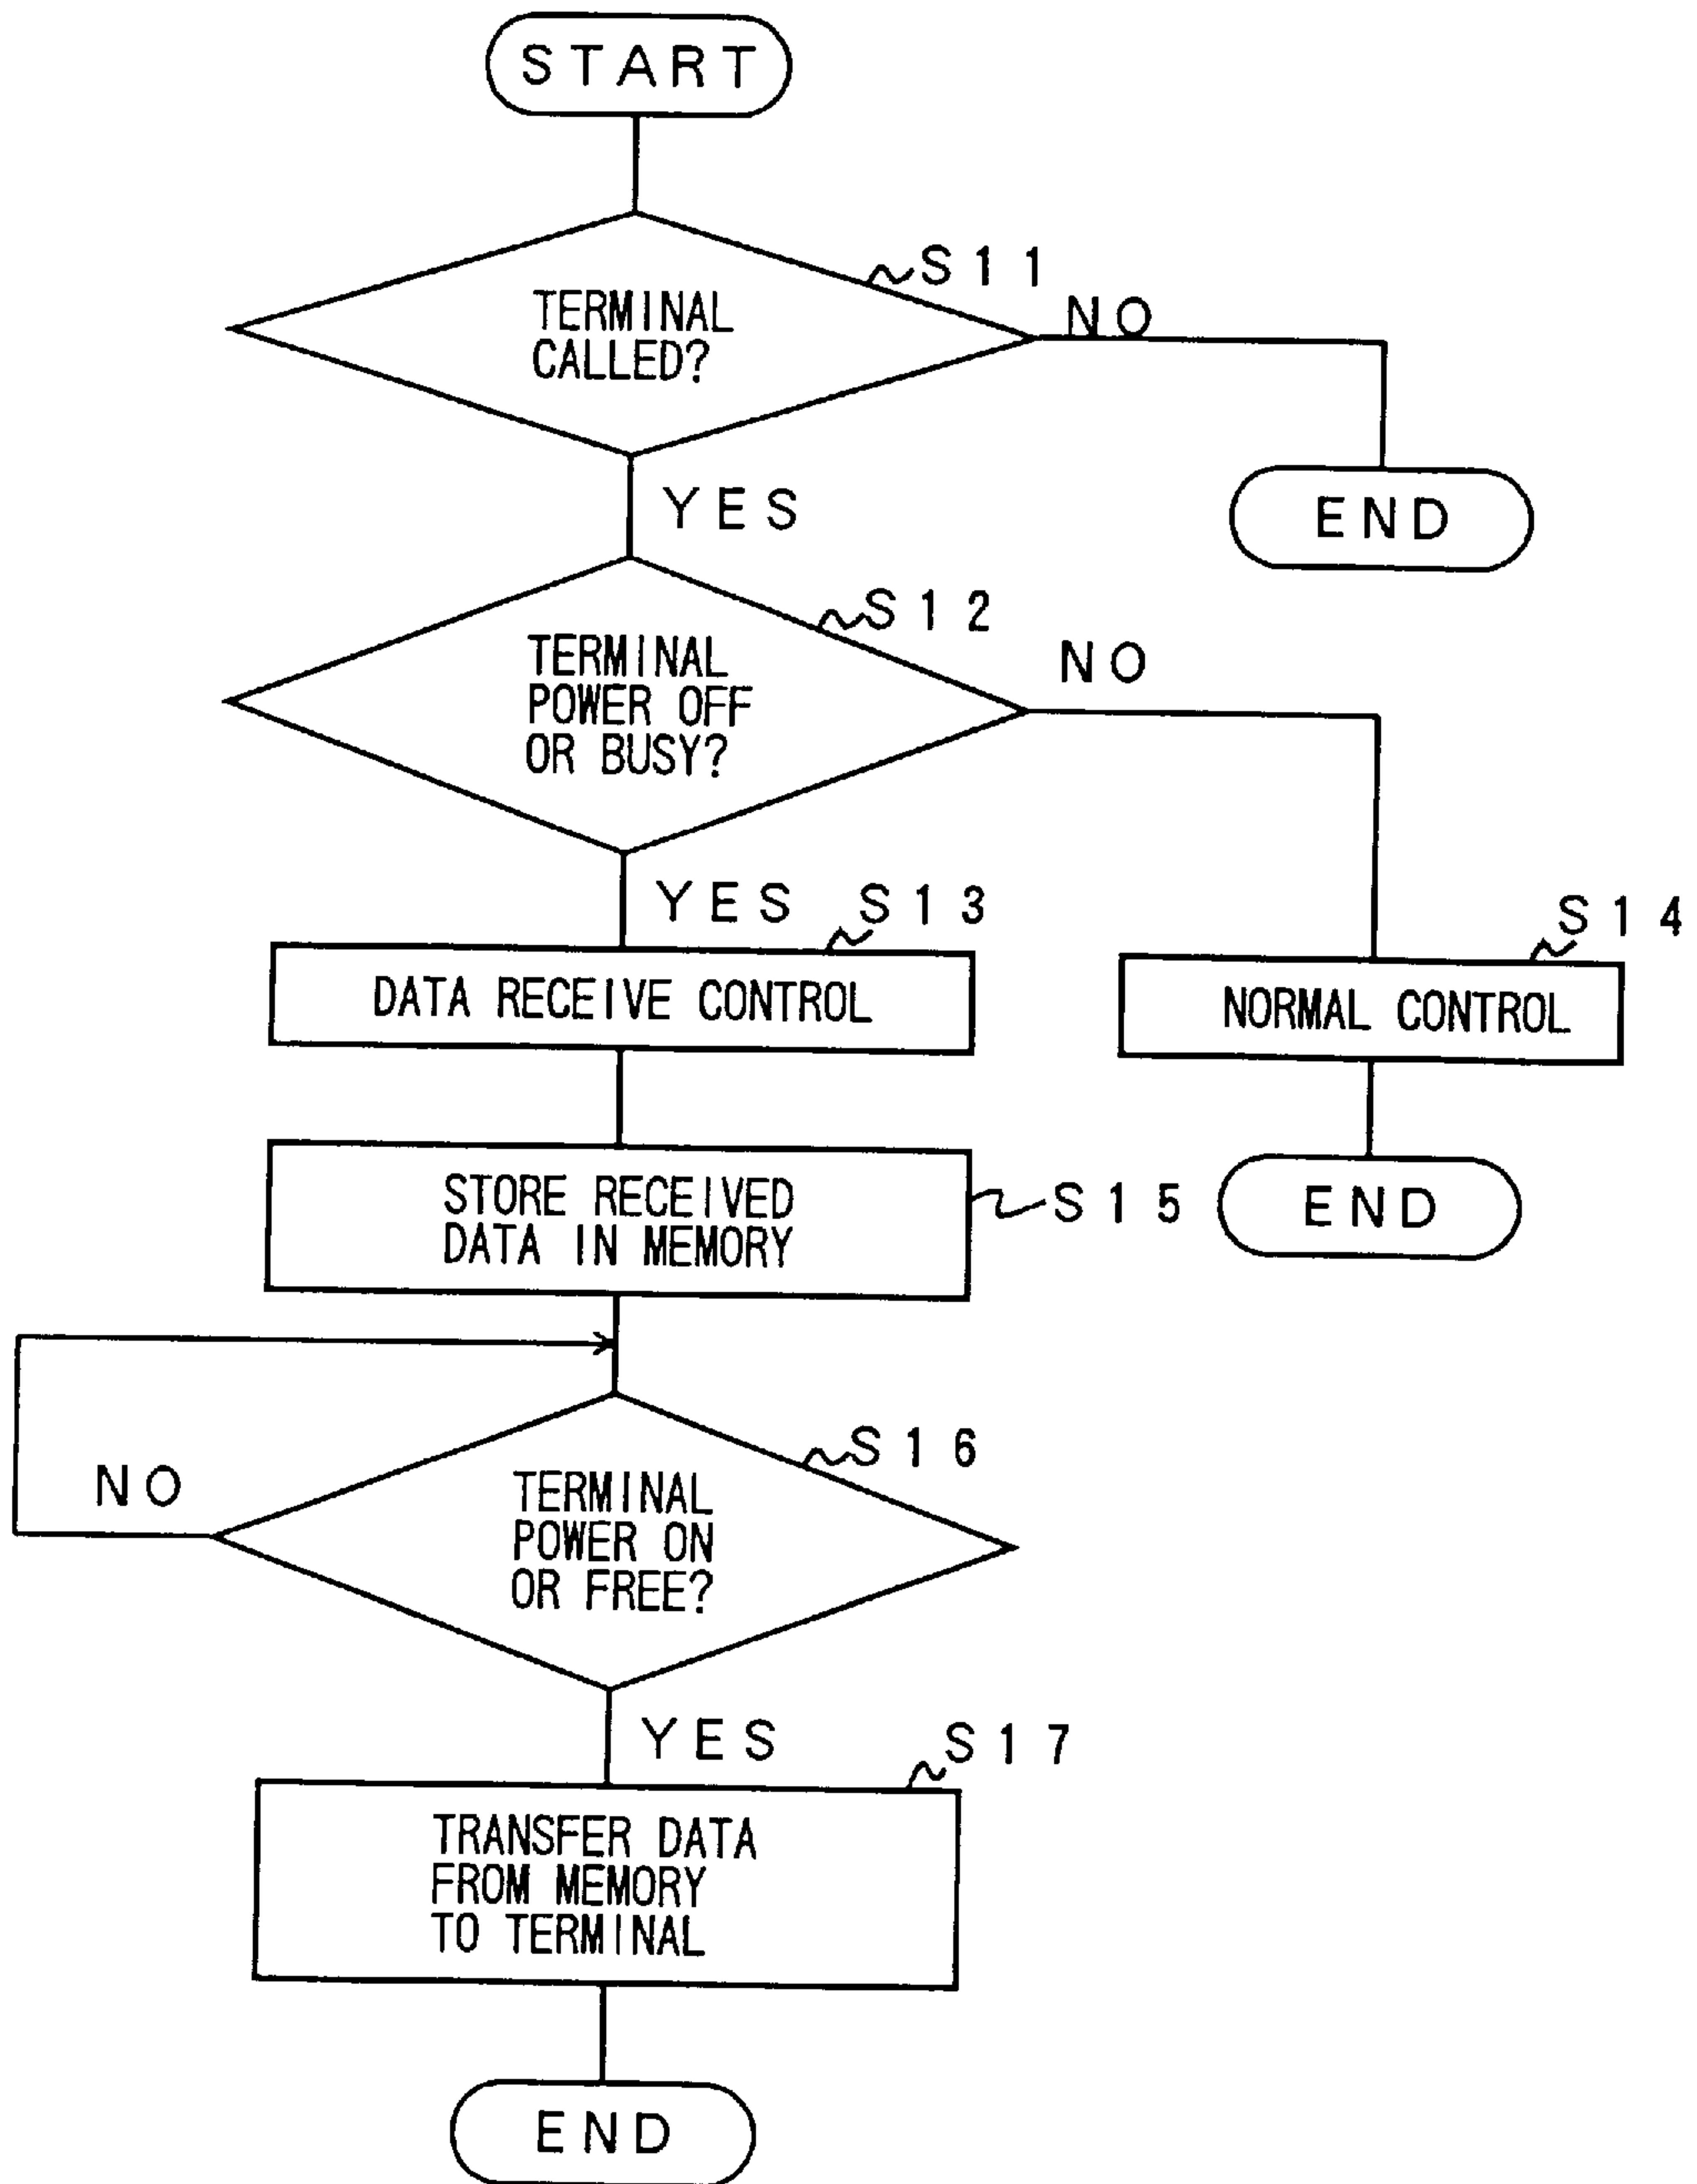 START
S11
TERMINAL
CALLED?
NO
YES
END
S12
TERMINAL
POWER OFF
OR BUSY?
NO
YES
S13
S14
DATA RECEIVE CONTROL
NORMAL CONTROL
STORE RECEIVED
DATA IN MEMORY
S15
END
S16
NO
TERMINAL
POWER ON
OR FREE?
YES
S17
TRANSFER DATA
FROM MEMORY
TO TERMINAL
END